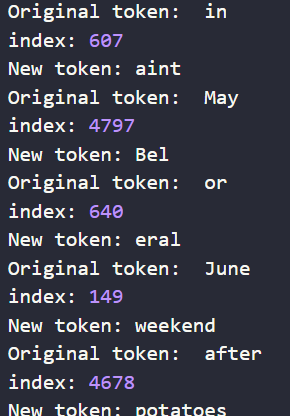 Original token:  in
index: 607
New token: aint
Original token:  May
index: 4797
New token: Bel
Original token:  or
index: 640
New token: eral
Original token:  June
index: 149
New token: weekend
Original token:  after
index: 4678
New token: potatoes